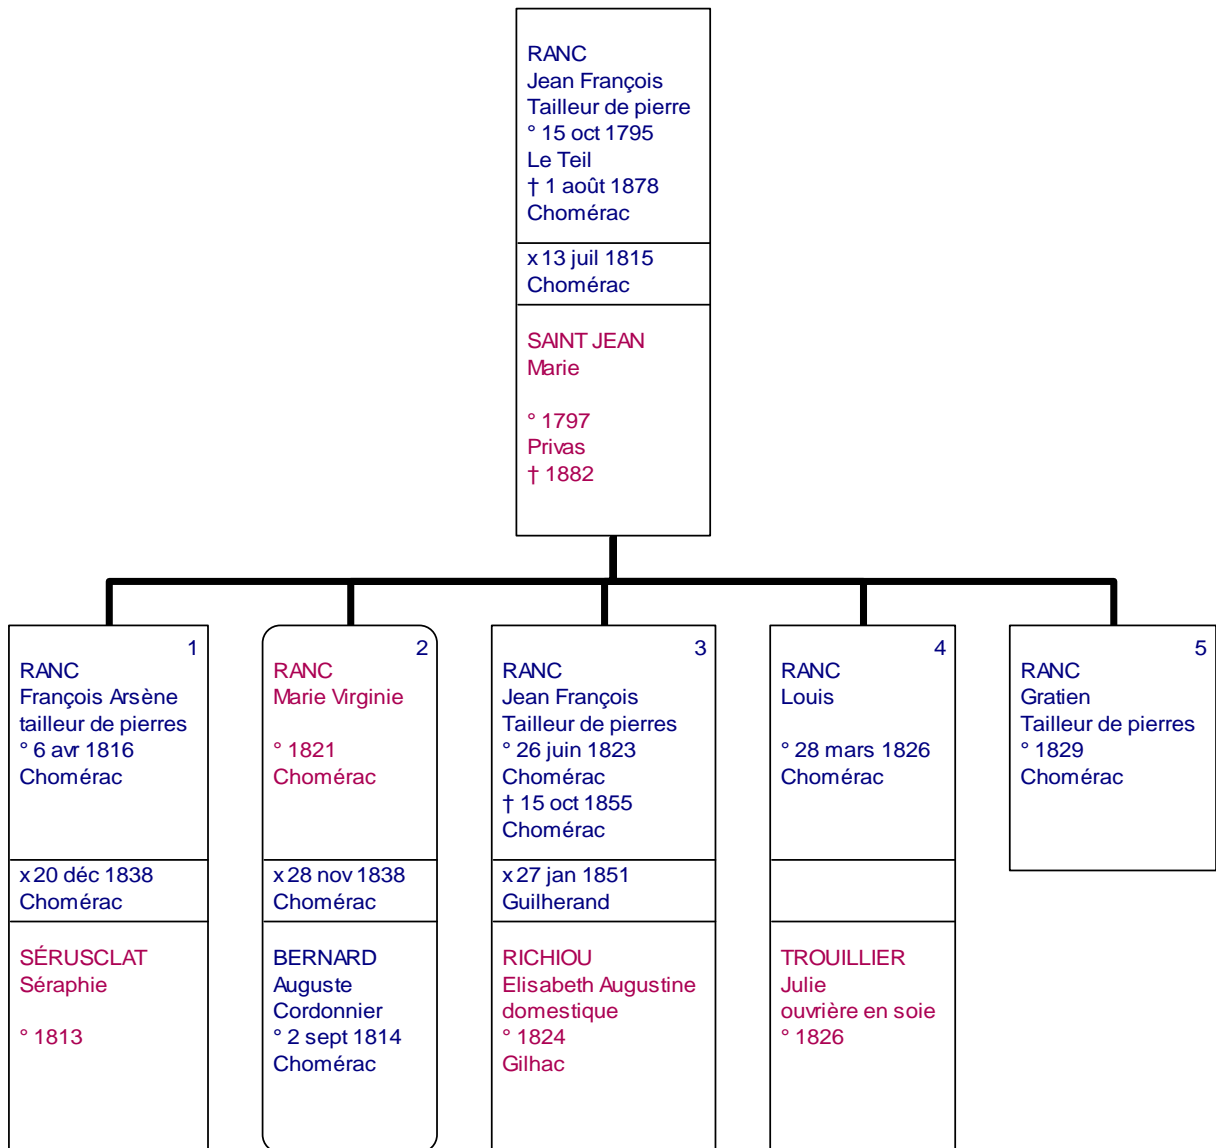 RANC
Jean François
Tailleur de pierre
° 15 oct 1795
Le Teil
† 1 août 1878
Chomérac
x 13 juil 1815
Chomérac
SAINT JEAN
Marie
° 1797
Privas
† 1882
1
RANC
François Arsène
tailleur de pierres
° 6 avr 1816
Chomérac
x 20 déc 1838
Chomérac
SÉRUSCLAT
Séraphie
° 1813
2
RANC
Marie Virginie
° 1821
Chomérac
x 28 nov 1838
Chomérac
BERNARD
Auguste
Cordonnier
° 2 sept 1814
Chomérac
3
RANC
Jean François
Tailleur de pierres
° 26 juin 1823
Chomérac
† 15 oct 1855
Chomérac
x 27 jan 1851
Guilherand
RICHIOU
Elisabeth Augustine
domestique
° 1824
Gilhac
4
RANC
Louis
° 28 mars 1826
Chomérac
TROUILLIER
Julie
ouvrière en soie
° 1826
5
RANC
Gratien
Tailleur de pierres
° 1829
Chomérac